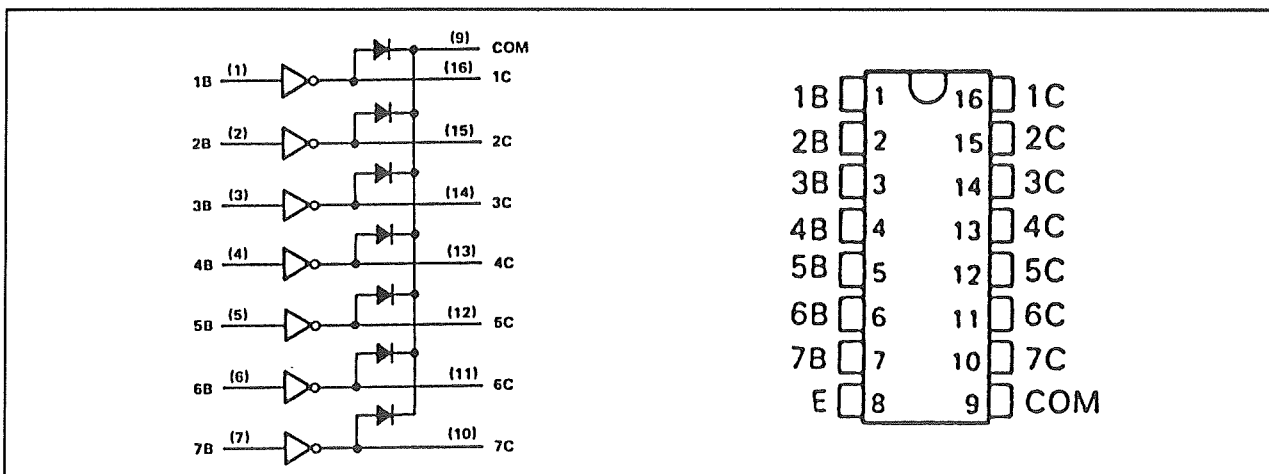 (9) COM
1B (1) (16) 1C
2B (2) (15) 2C
3B (3) (14) 3C
4B (4) (13) 4C
5B (5) (12) 5C
6B (6) (11) 6C
7B (7) (10) 7C
1B 1 16 1C
2B 2 15 2C
3B 3 14 3C
4B 4 13 4C
5B 5 12 5C
6B 6 11 6C
7B 7 10 7C
E 8 9 COM